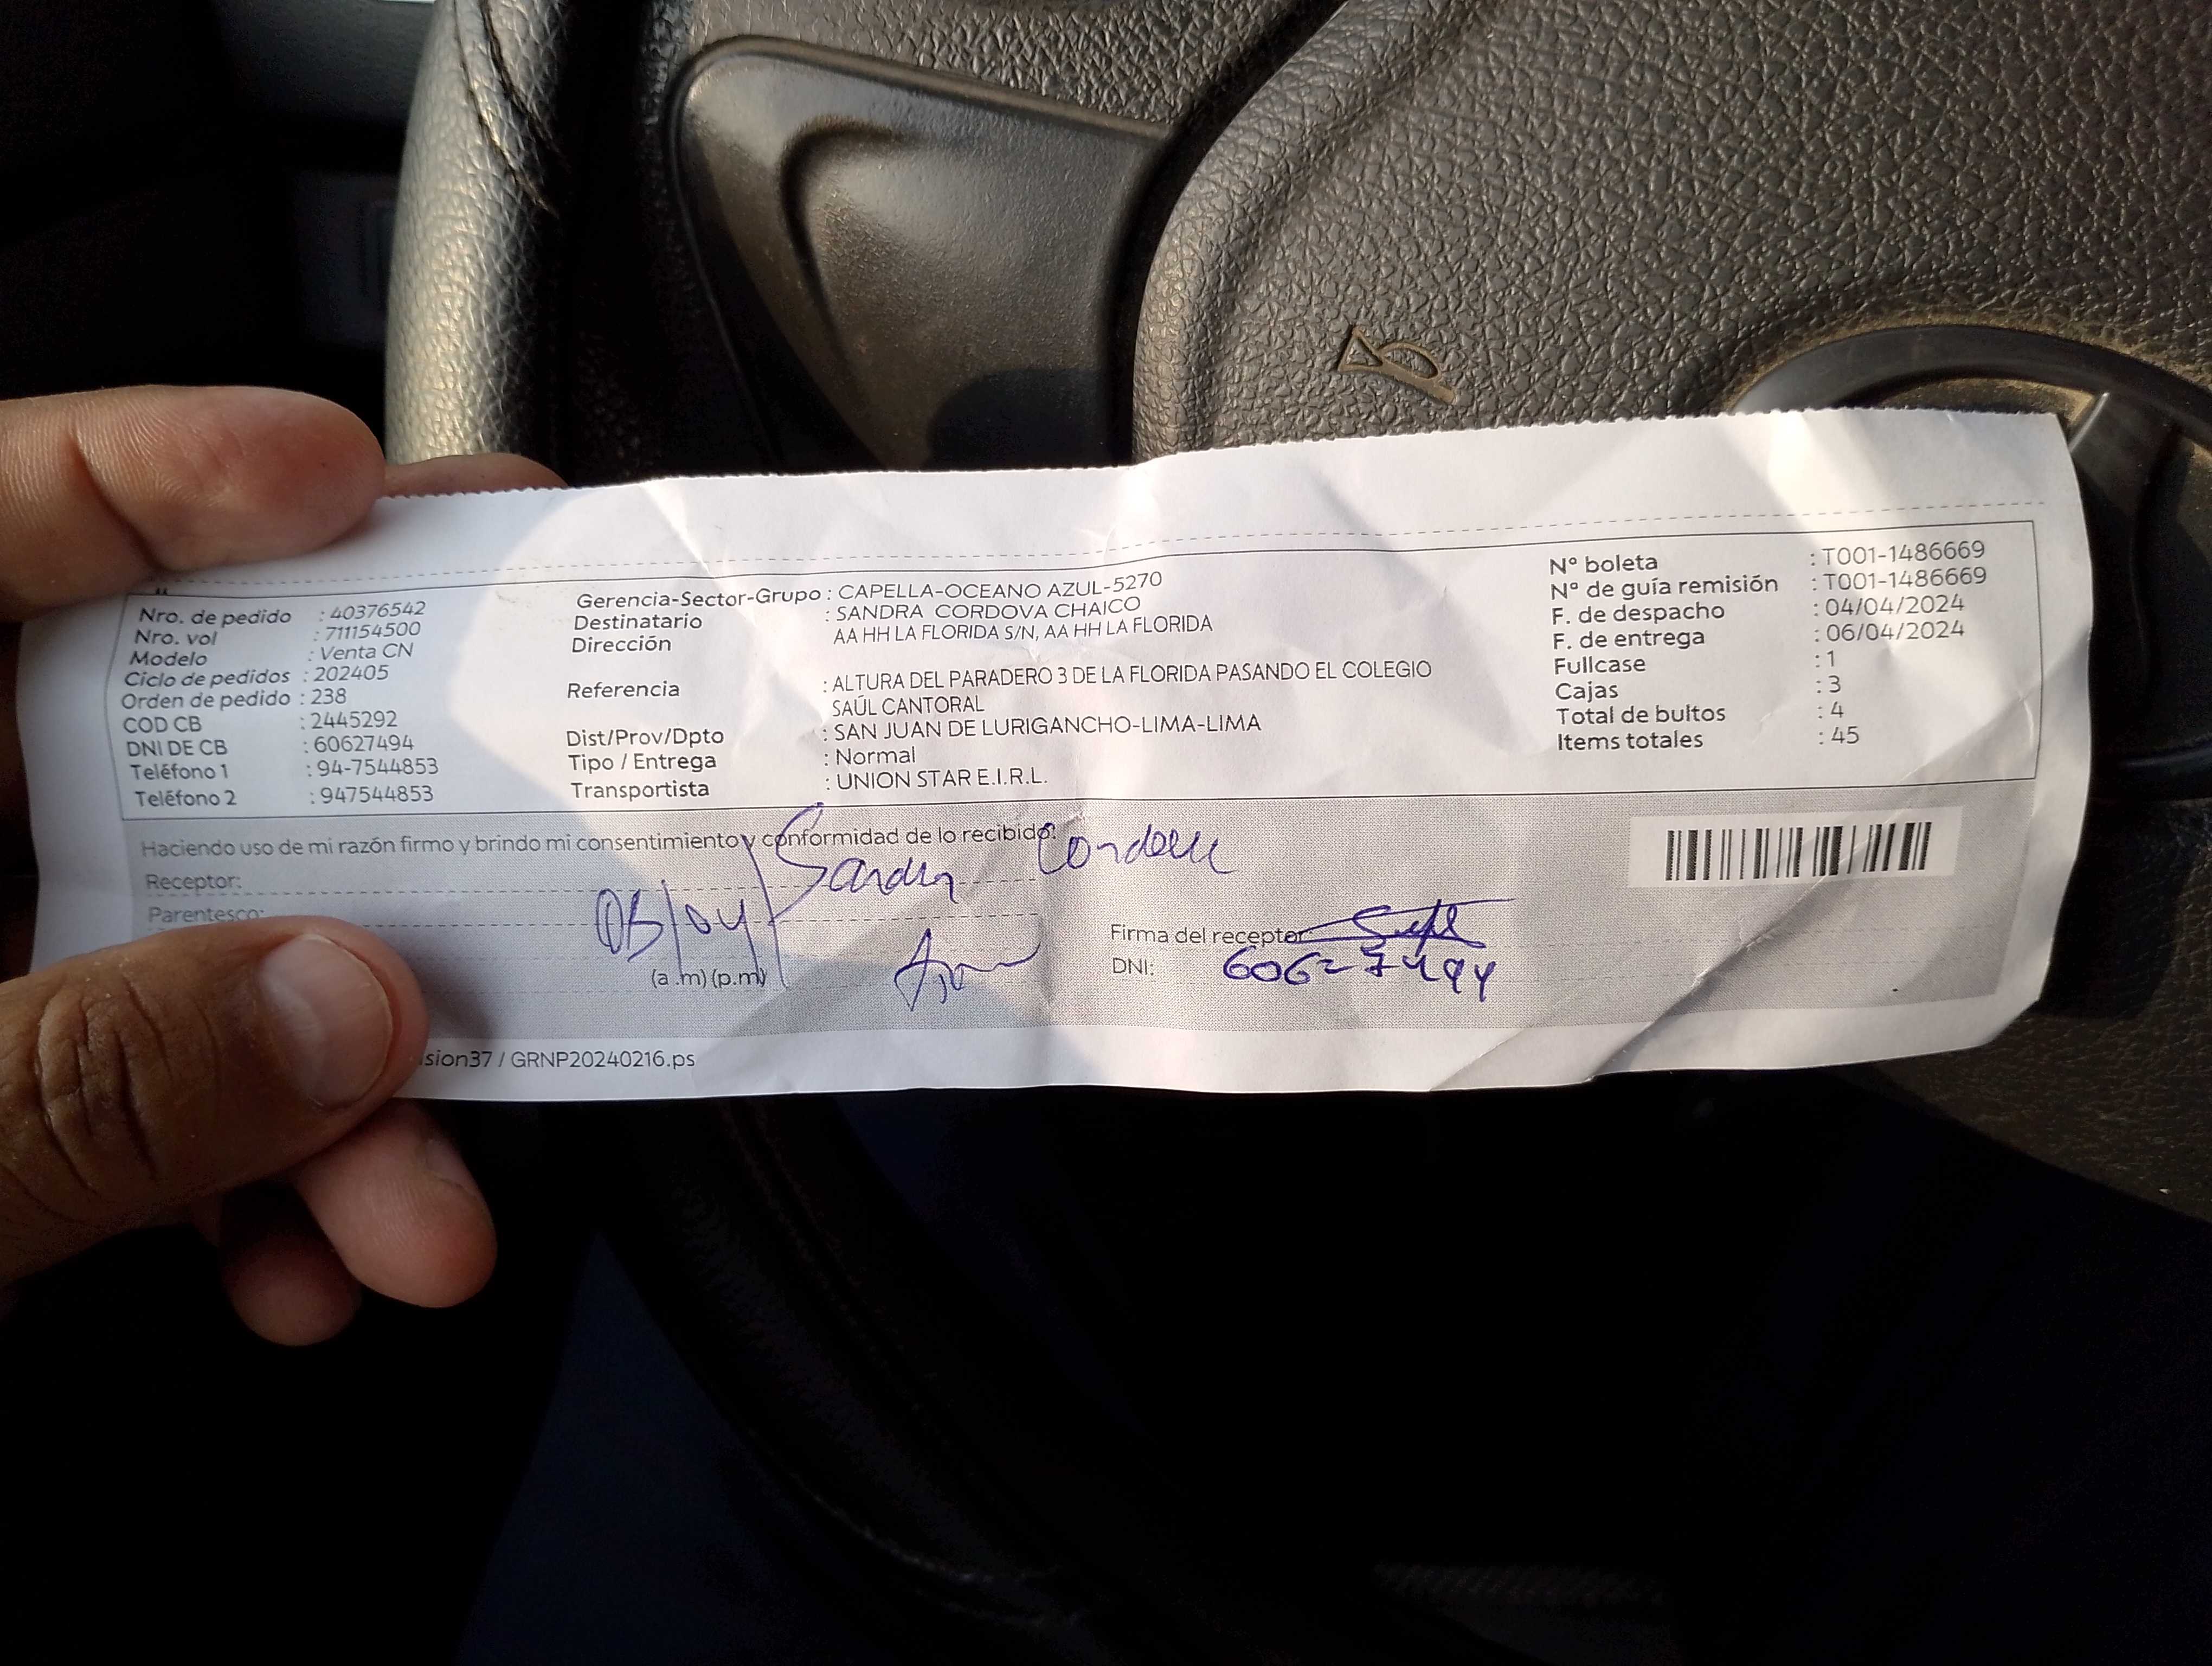 Nro. de pedido : 40376542
Nro. vol : 711154500
Modelo : Venta CN
Ciclo de pedidos : 202405
Orden de pedido : 238
COD CB : 2445292
DNI DE CB : 60627494
Teléfono 1 : 94-7544853
Teléfono 2 : 947544853
Gerencia-Sector-Grupo : CAPELLA-OCEANO AZUL-5270
Destinatario : SANDRA CORDOVA CHAICO
Dirección AA HH LA FLORIDA S/N, AA HH LA FLORIDA
Referencia : ALTURA DEL PARADERO 3 DE LA FLORIDA PASANDO EL COLEGIO
SAÚL CANTORAL
Dist/Prov/Dpto : SAN JUAN DE LURIGANCHO-LIMA-LIMA
Tipo / Entrega : Normal
Transportista : UNION STAR E.I.R.L.
Nº boleta : T001-1486669
Nº de guía remisión : T001-1486669
F. de despacho : 04/04/2024
F. de entrega : 06/04/2024
Fullcase : 1
Cajas : 3
Total de bultos : 4
Items totales : 45
Haciendo uso de mi razón firmo y brindo mi consentimiento y conformidad de lo recibido:
Receptor: Sandra
Parentesco:
(a.m) (p.m)
Firma del receptor
DNI: 60627494
sion37 / GRNP20240216.ps